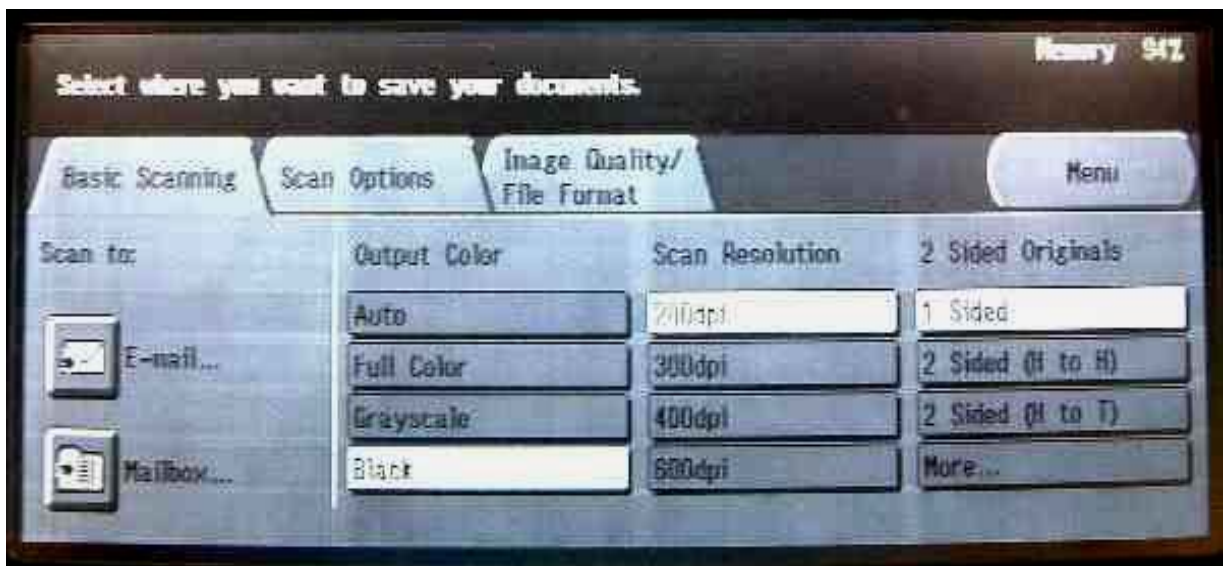 Memory 94%
Select where you want to save your documents.
Basic Scanning
Scan Options
Image Quality/
File Format
Menu
Scan to:
E-mail...
Mailbox...
Output Color
Auto
Full Color
Grayscale
Black
Scan Resolution
200dpi
300dpi
400dpi
600dpi
2 Sided Originals
1 Sided
2 Sided (H to H)
2 Sided (H to T)
More...